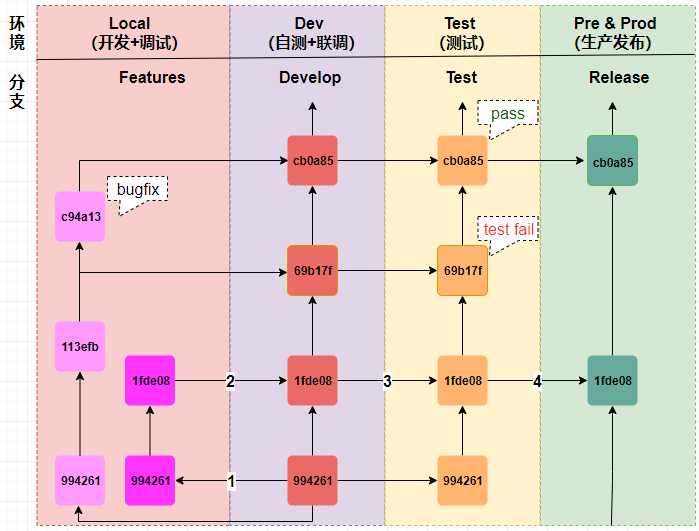 环境
Local
(开发+调试)
Dev
(自测+联调)
Test
(测试)
Pre & Prod
(生产发布)
分支
Features
Develop
Test
Release
pass
cb0a85
cb0a85
cb0a85
bugfix
c94a13
test fail
69b17f
69b17f
113efb
1fde08
2
1fde08
3
1fde08
4
1fde08
994261
994261
1
994261
994261